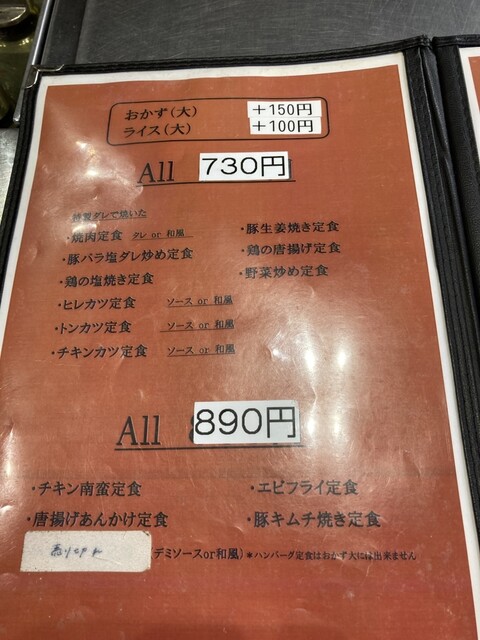 おかず(大) +150円
ライス(大) +100円
All 730円
特製ダレで焼いた
・焼肉定食 タレ or 和風
・豚バラ塩ダレ炒め定食
・鶏の塩焼き定食
・ヒレカツ定食 ソース or 和風
・トンカツ定食 ソース or 和風
・チキンカツ定食 ソース or 和風
・豚生姜焼き定食
・鶏の唐揚げ定食
・野菜炒め定食
All 890円
・チキン南蛮定食
・唐揚げあんかけ定食
・エビフライ定食
・豚キムチ焼き定食
デミソースor和風) *ハンバーグ定食はおかず大には出来ません